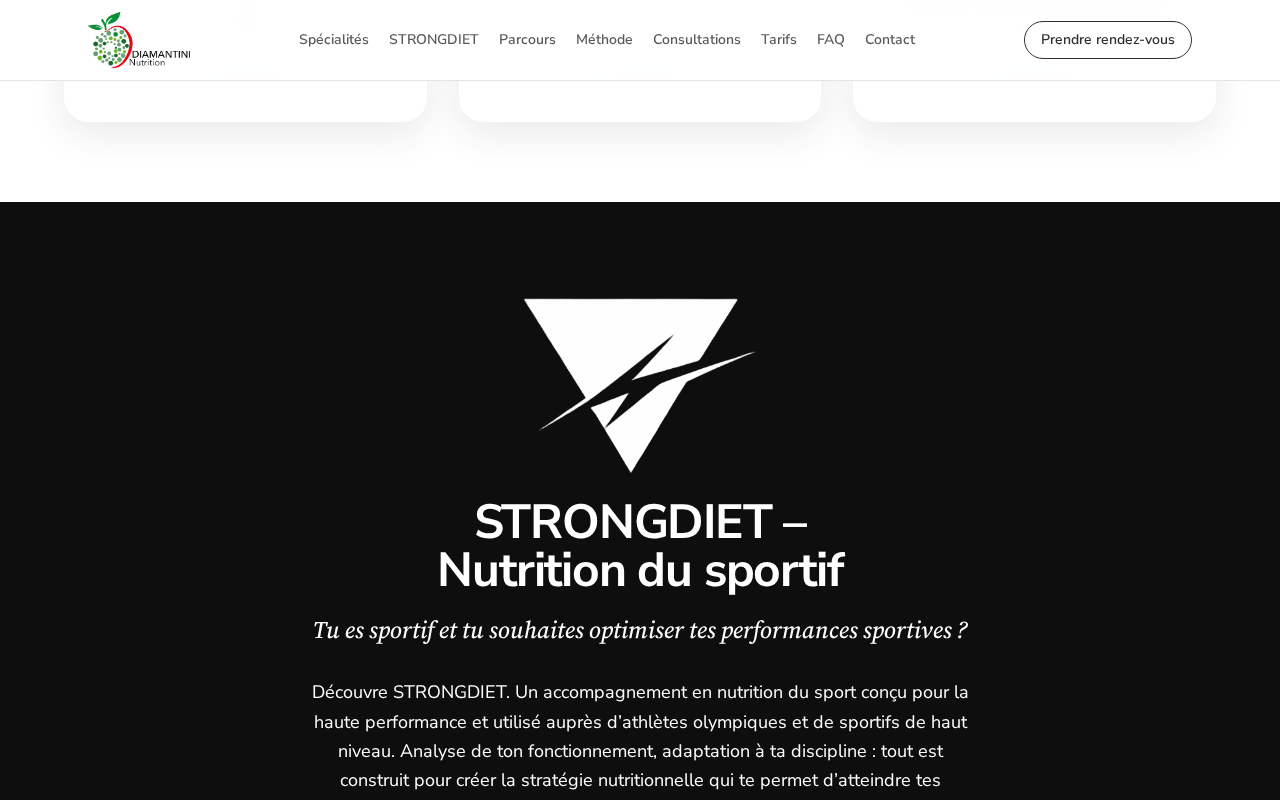 DIAMANTINI
Nutrition
Spécialités STRONGDIET Parcours Méthode Consultations Tarifs FAQ Contact
Prendre rendez-vous
STRONGDIET –
Nutrition du sportif
Tu es sportif et tu souhaites optimiser tes performances sportives ?
Découvre STRONGDIET. Un accompagnement en nutrition du sport conçu pour la
haute performance et utilisé auprès d’athlètes olympiques et de sportifs de haut
niveau. Analyse de ton fonctionnement, adaptation à ta discipline : tout est
construit pour créer la stratégie nutritionnelle qui te permet d’atteindre tes